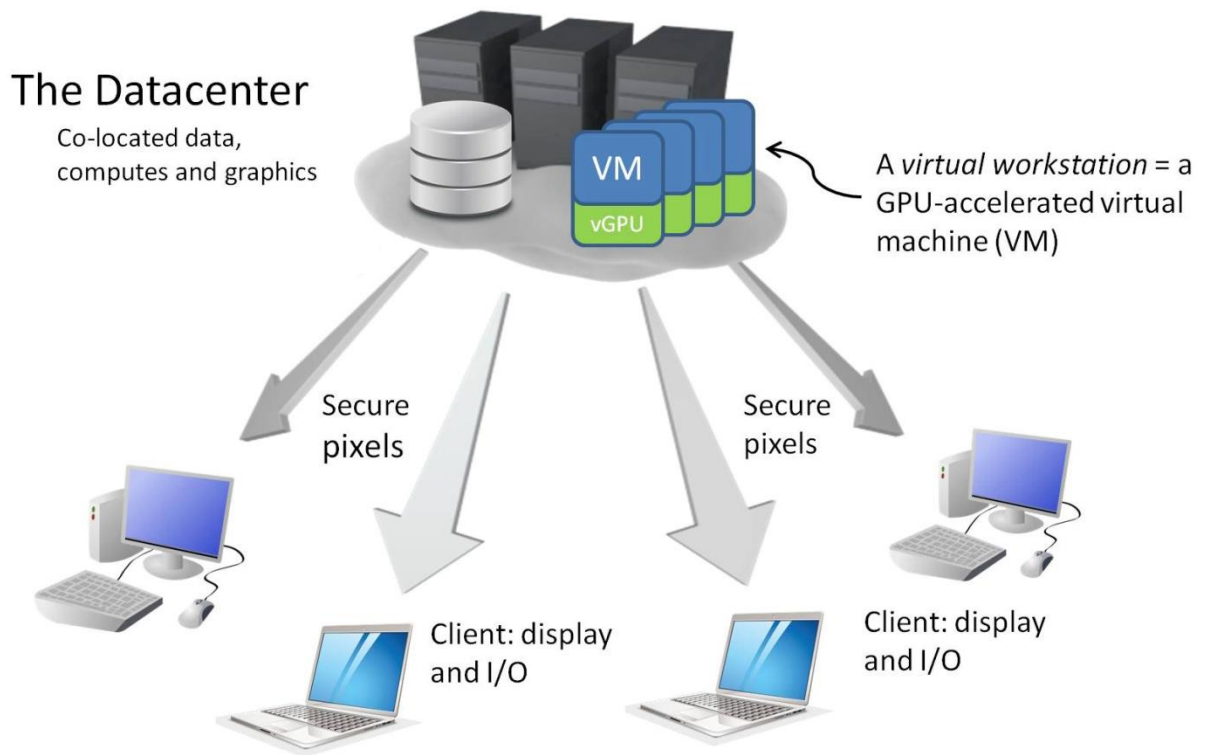 The Datacenter
Co-located data,
computes and graphics
VM
vGPU
A virtual workstation = a
GPU-accelerated virtual
machine (VM)
Secure
pixels
Secure
pixels
Client: display
and I/O
Client: display
and I/O